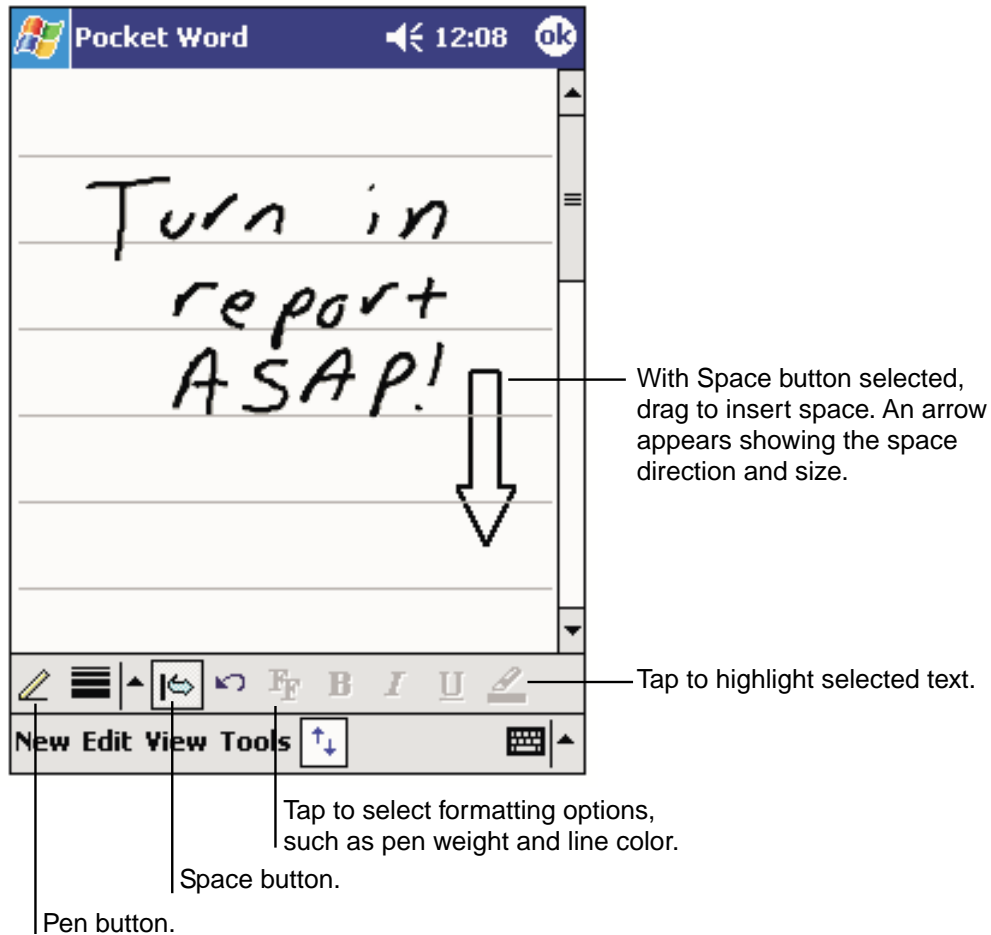 Pocket Word 12:08 ok
Turn in
report
ASAP!
With Space button selected,
drag to insert space. An arrow
appears showing the space
direction and size.
FF B I U
Tap to highlight selected text.
New Edit View Tools
Tap to select formatting options,
such as pen weight and line color.
Space button.
Pen button.